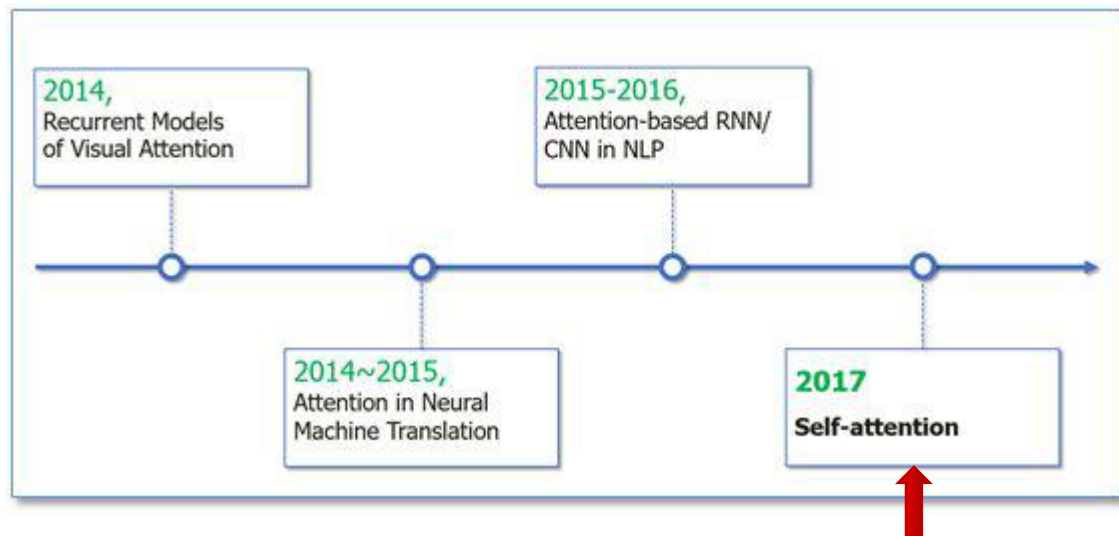 2014,
Recurrent Models
of Visual Attention
2014~2015,
Attention in Neural
Machine Translation
2015-2016,
Attention-based RNN/
CNN in NLP
2017
Self-attention